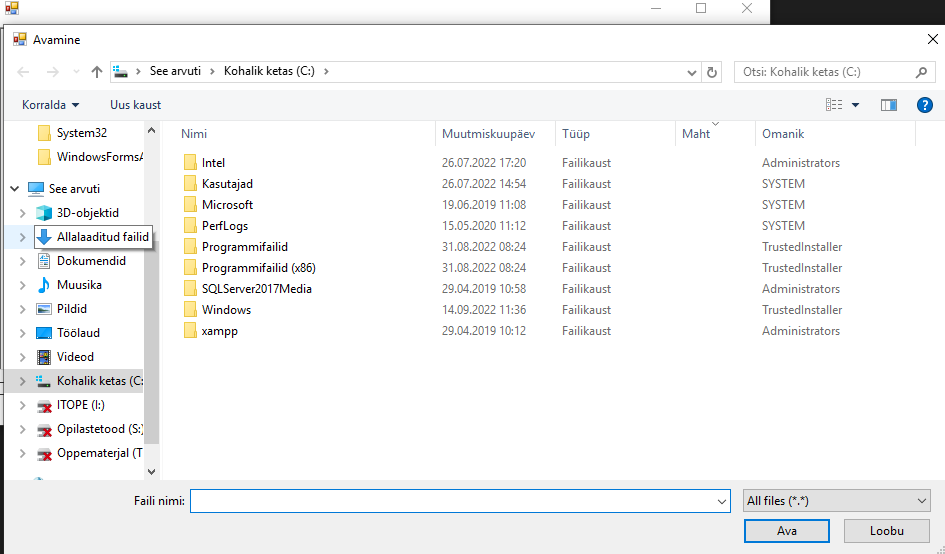 Avamine
See arvuti Kohalik ketas (C:)
Otsi: Kohalik ketas (C:)
Korralda Uus kaust
System32
WindowsFormsA
See arvuti
3D-objektid
Allalaaditud failid
Dokumendid
Muusika
Pildid
Töölaud
Videod
Kohalik ketas (C:
ITOPE (I:)
Opilastetood (S:)
Oppematerjal (T
Nimi Muutmiskuupäev Tüüp Maht Omanik
Intel 26.07.2022 17:20 Failikaust Administrators
Kasutajad 26.07.2022 14:54 Failikaust SYSTEM
Microsoft 19.06.2019 11:08 Failikaust SYSTEM
PerfLogs 15.05.2020 11:12 Failikaust SYSTEM
Programmifailid 31.08.2022 08:24 Failikaust TrustedInstaller
Programmifailid (x86) 31.08.2022 08:24 Failikaust TrustedInstaller
SQLServer2017Media 29.04.2019 10:58 Failikaust Administrators
Windows 14.09.2022 11:36 Failikaust TrustedInstaller
xampp 29.04.2019 10:12 Failikaust Administrators
Faili nimi:
All files (*.*)
Ava Loobu